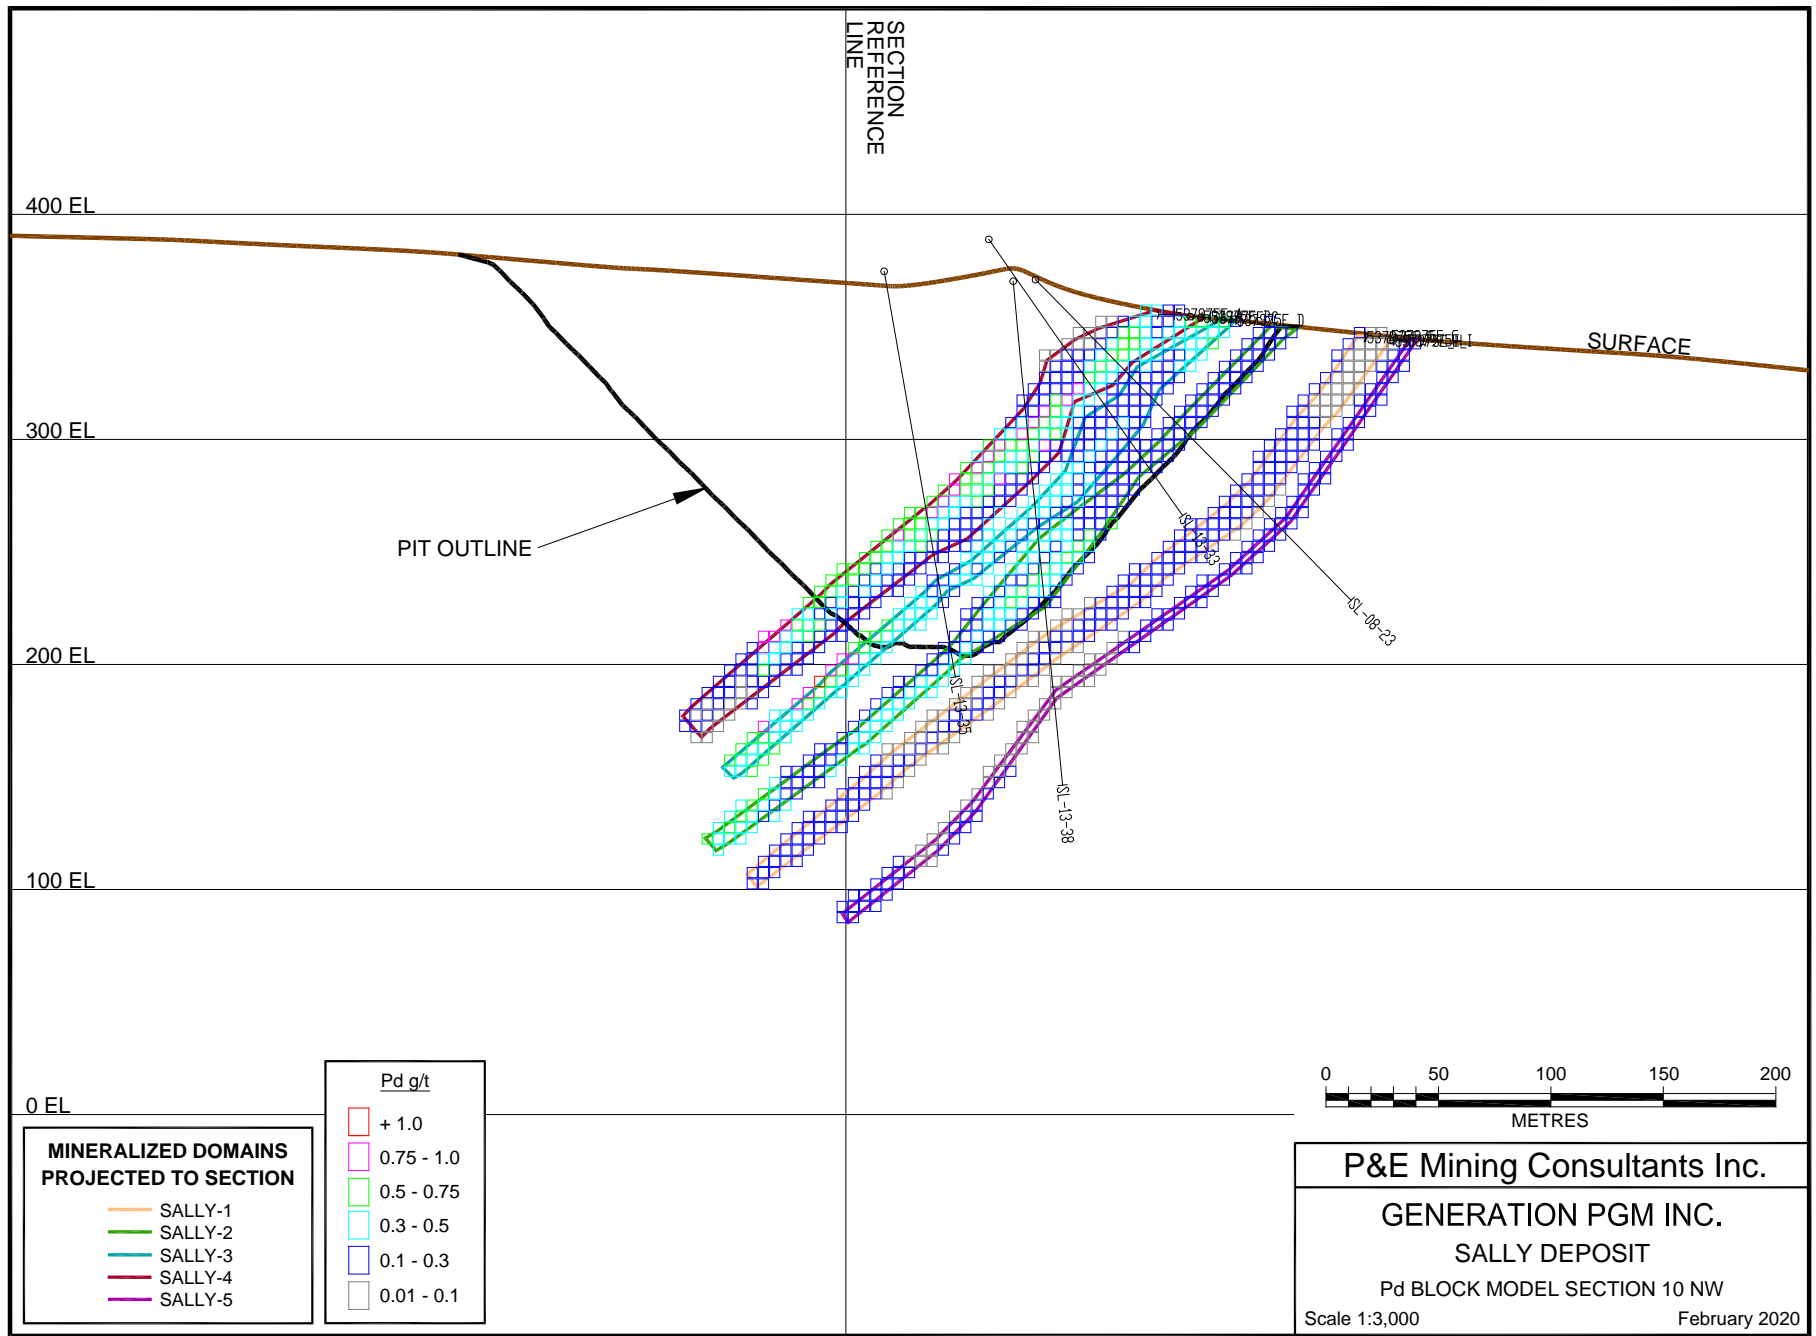 SECTION
REFERENCE
LINE
400 EL
300 EL
200 EL
100 EL
0 EL
SURFACE
PIT OUTLINE
ISL-13-33
ISL-08-23
ISL-13-35
ISL-13-38
MINERALIZED DOMAINS
PROJECTED TO SECTION
SALLY-1
SALLY-2
SALLY-3
SALLY-4
SALLY-5
Pd g/t
+ 1.0
0.75 - 1.0
0.5 - 0.75
0.3 - 0.5
0.1 - 0.3
0.01 - 0.1
0 50 100 150 200
METRES
P&E Mining Consultants Inc.
GENERATION PGM INC.
SALLY DEPOSIT
Pd BLOCK MODEL SECTION 10 NW
Scale 1:3,000 February 2020